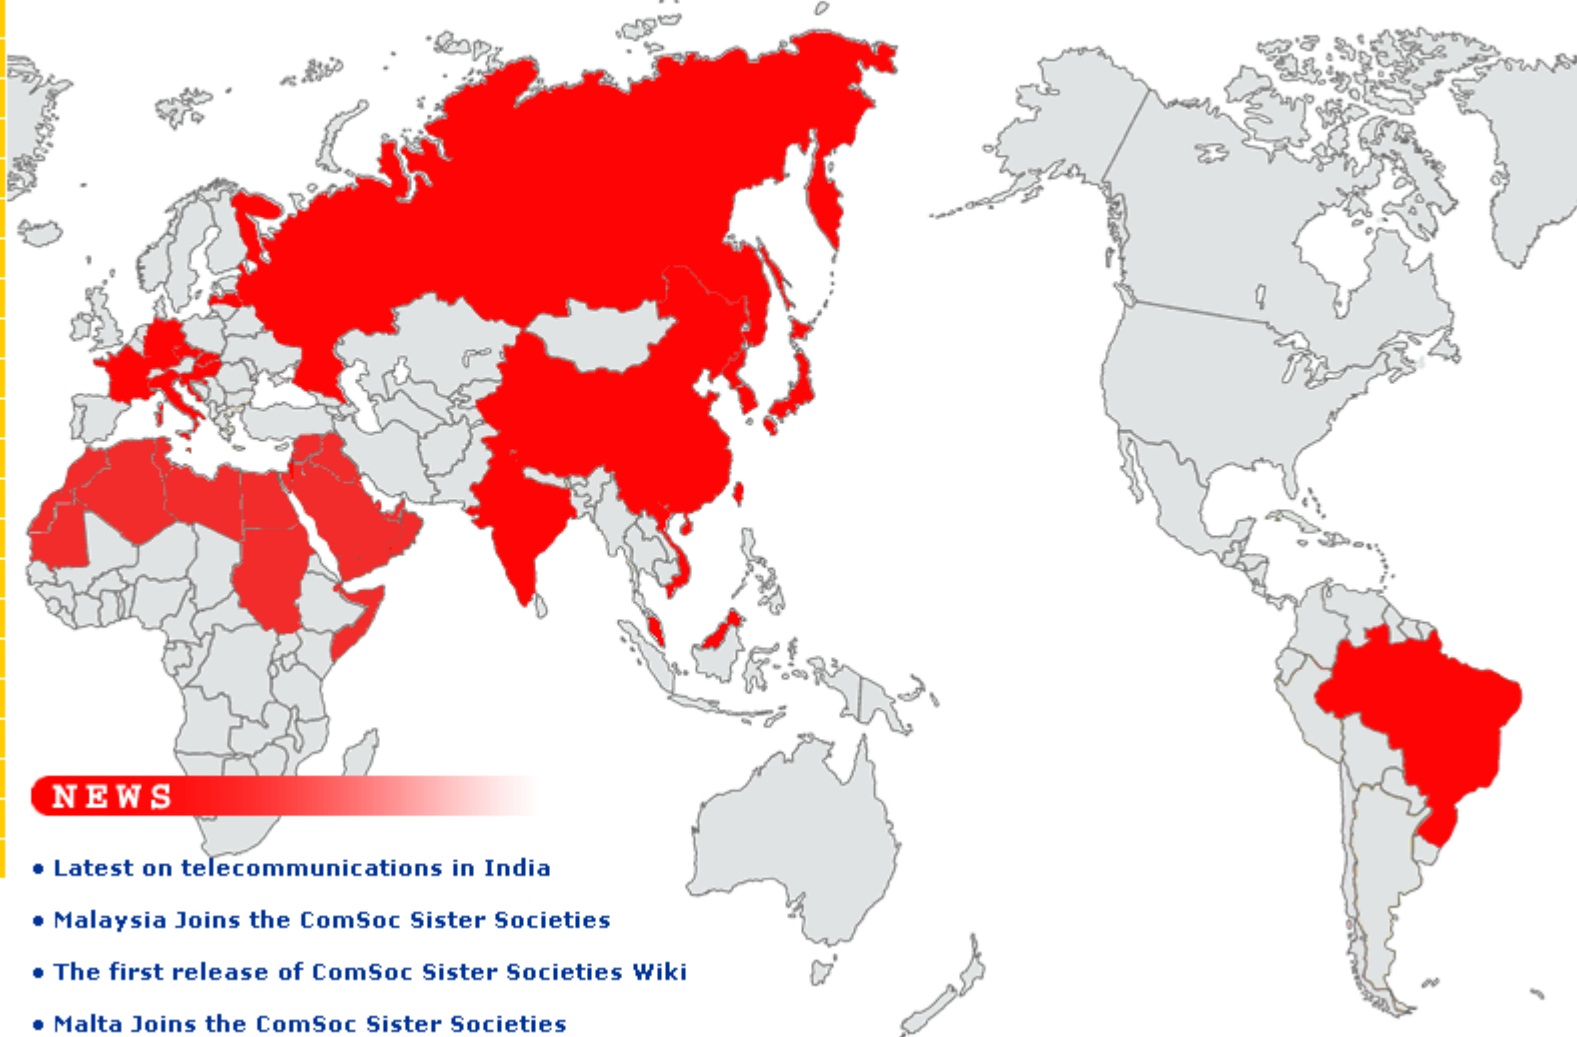 NEWS
• Latest on telecommunications in India
• Malaysia Joins the ComSoc Sister Societies
• The first release of ComSoc Sister Societies Wiki
• Malta Joins the ComSoc Sister Societies